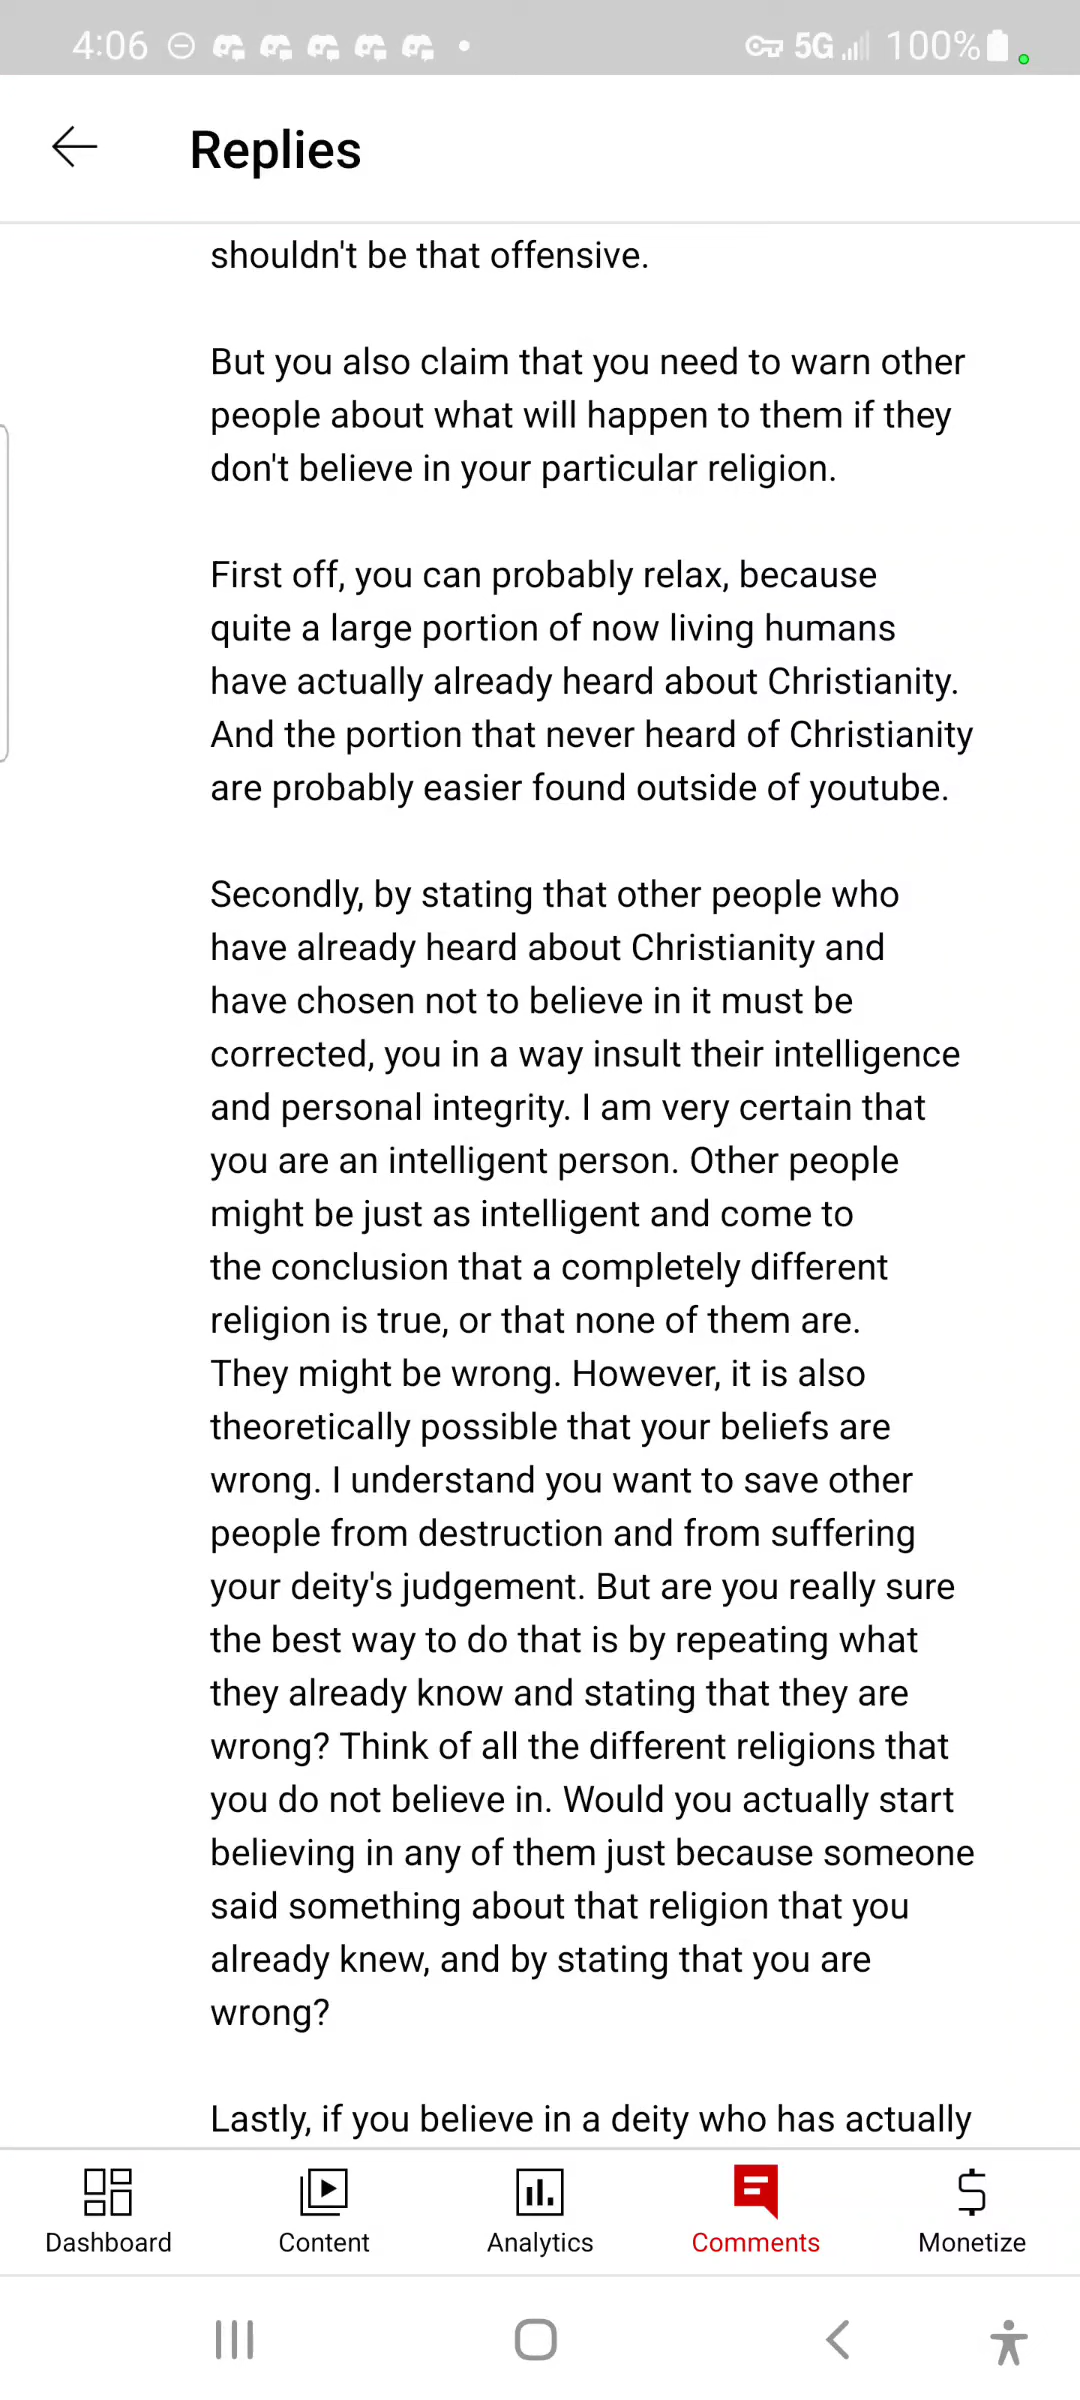 4:06
5G 100%
Replies
shouldn't be that offensive.
But you also claim that you need to warn other
people about what will happen to them if they
don't believe in your particular religion.
First off, you can probably relax, because
quite a large portion of now living humans
have actually already heard about Christianity.
And the portion that never heard of Christianity
are probably easier found outside of youtube.
Secondly, by stating that other people who
have already heard about Christianity and
have chosen not to believe in it must be
corrected, you in a way insult their intelligence
and personal integrity. I am very certain that
you are an intelligent person. Other people
might be just as intelligent and come to
the conclusion that a completely different
religion is true, or that none of them are.
They might be wrong. However, it is also
theoretically possible that your beliefs are
wrong. I understand you want to save other
people from destruction and from suffering
your deity's judgement. But are you really sure
the best way to do that is by repeating what
they already know and stating that they are
wrong? Think of all the different religions that
you do not believe in. Would you actually start
believing in any of them just because someone
said something about that religion that you
already knew, and by stating that you are
wrong?
Lastly, if you believe in a deity who has actually
Dashboard Content Analytics Comments Monetize